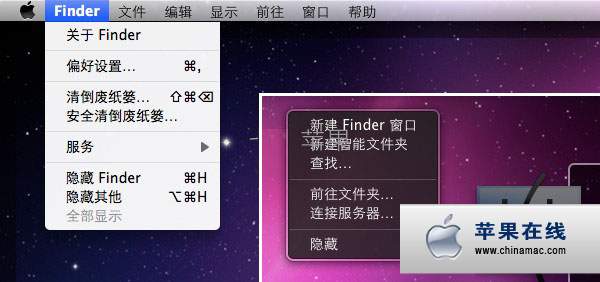 Finder 文件 编辑 显示 前往 窗口 帮助
关于 Finder
偏好设置… ⌘,
清倒废纸篓… ⇧⌘⌫
安全清倒废纸篓…
服务
隐藏 Finder ⌘H
隐藏其他 ⌥⌘H
全部显示
新建 Finder 窗口
新建智能文件夹
查找…
前往文件夹…
连接服务器…
隐藏
苹果在线
www.chinamac.com